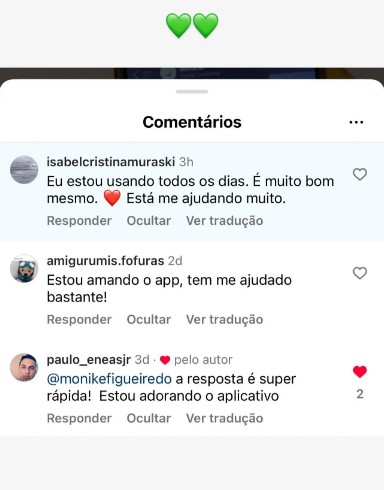 💚💚
Comentários
...
isabelcristinamuraski 3h
Eu estou usando todos os dias. É muito bom
mesmo. ❤️ Está me ajudando muito.
Responder Ocultar Ver tradução
amigurumis.fofuras 2d
Estou amando o app, tem me ajudado
bastante!
Responder Ocultar Ver tradução
paulo_eneasjr 3d · ❤️ pelo autor
@monikefigueiredo a resposta é super
rápida! Estou adorando o aplicativo
2
Responder Ocultar Ver tradução